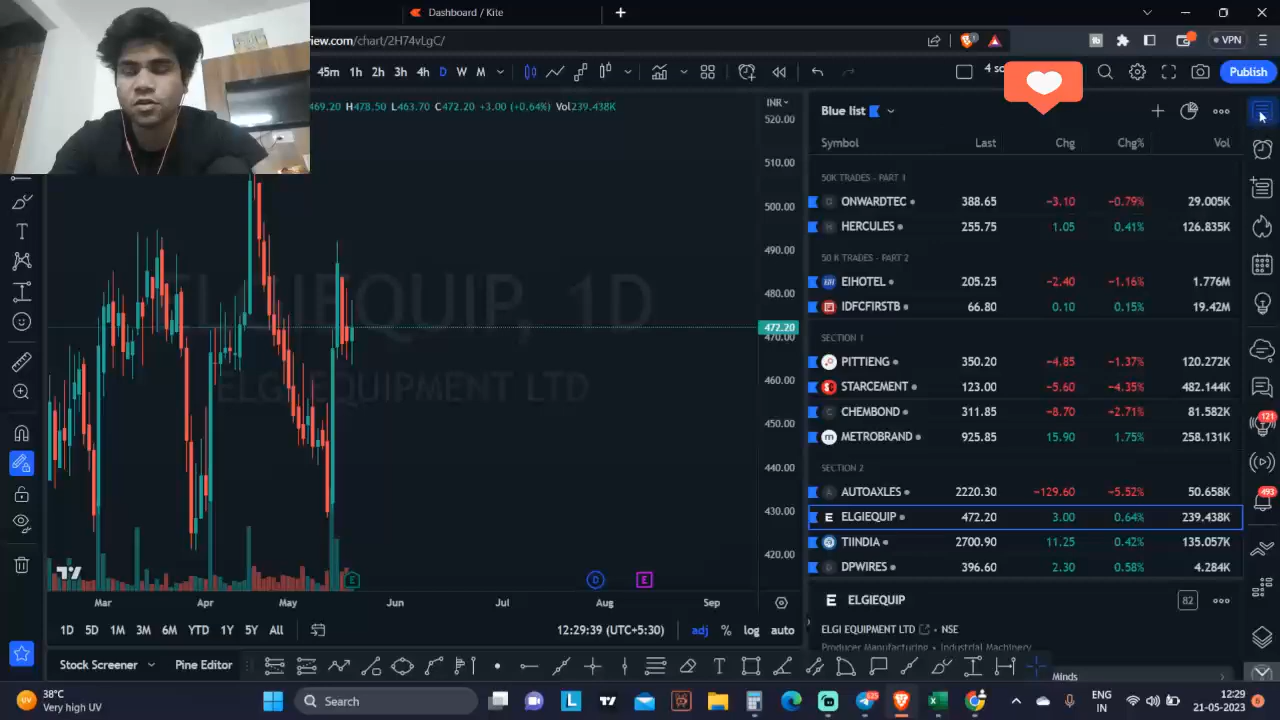 Dashboard / Kite
view.com/chart/2H74vLgC/
VPN
45m 1h 2h 3h 4h D W M
4 sc
Publish
469.20 H478.50 L463.70 C472.20 +3.00 (+0.64%) Vol239.438K
INR
520.00
510.00
500.00
490.00
480.00
472.20
470.00
460.00
450.00
440.00
430.00
420.00
ELGIEQUIP, 1D
ELGI EQUIPMENT LTD
Mar Apr May Jun Jul Aug Sep
E D E
1D 5D 1M 3M 6M YTD 1Y 5Y All
12:29:39 (UTC+5:30) adj % log auto
Stock Screener Pine Editor
Blue list
Symbol Last Chg Chg% Vol
50K TRADES - PART 1
ONWARDTEC 388.65 −3.10 −0.79% 29.005K
HERCULES 255.75 1.05 0.41% 126.835K
50 K TRADES - PART 2
EIHOTEL 205.25 −2.40 −1.16% 1.776M
IDFCFIRSTB 66.80 0.10 0.15% 19.42M
SECTION 1
PITTIENG 350.20 −4.85 −1.37% 120.272K
STARCEMENT 123.00 −5.60 −4.35% 482.144K
CHEMBOND 311.85 −8.70 −2.71% 81.582K
METROBRAND 925.85 15.90 1.75% 258.131K
SECTION 2
AUTOAXLES 2220.30 −129.60 −5.52% 50.658K
E ELGIEQUIP 472.20 3.00 0.64% 239.438K
TIINDIA 2700.90 11.25 0.42% 135.057K
DPWIRES 396.60 2.30 0.58% 4.284K
E ELGIEQUIP 82
ELGI EQUIPMENT LTD • NSE
Producer Manufacturing • Industrial Machinery
Minds
121
493
38°C
Very high UV
Search
ENG
IN
12:29
21-05-2023